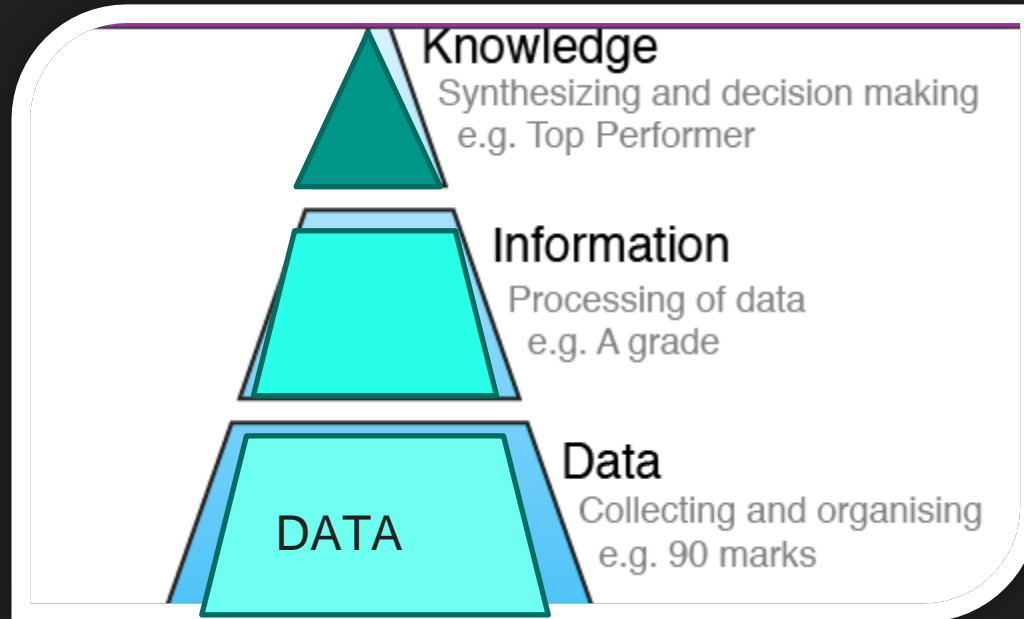 Knowledge
Synthesizing and decision making
e.g. Top Performer
Information
Processing of data
e.g. A grade
Data
Collecting and organising
e.g. 90 marks
DATA